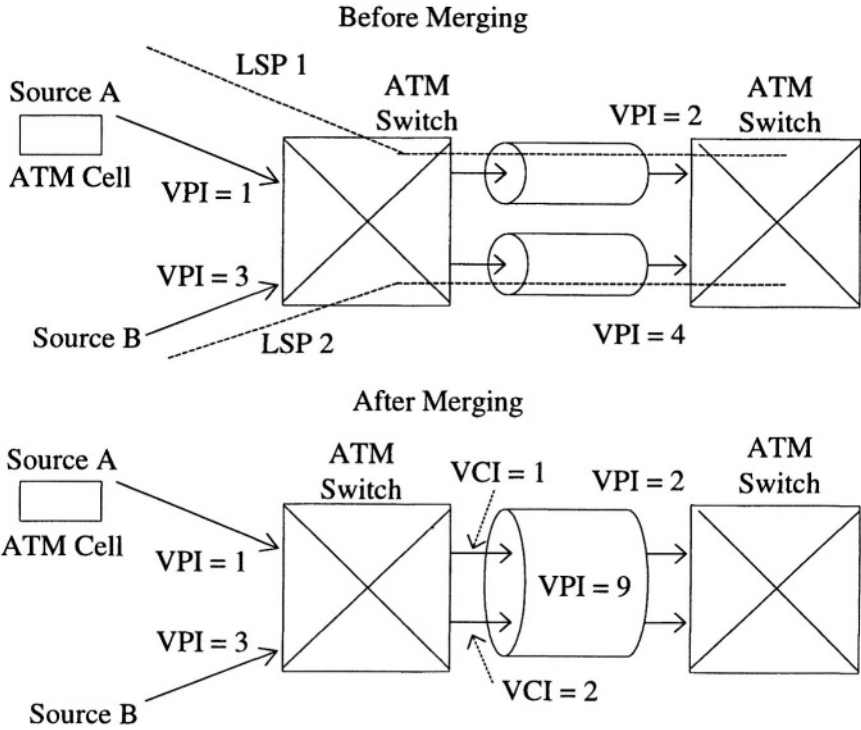 Before Merging
LSP 1
Source A
ATM
Switch
VPI = 2
ATM
Switch
ATM Cell
VPI = 1
VPI = 3
Source B
LSP 2
VPI = 4
After Merging
Source A
ATM
Switch
VCI = 1
VPI = 2
ATM
Switch
ATM Cell
VPI = 1
VPI = 9
VPI = 3
VCI = 2
Source B